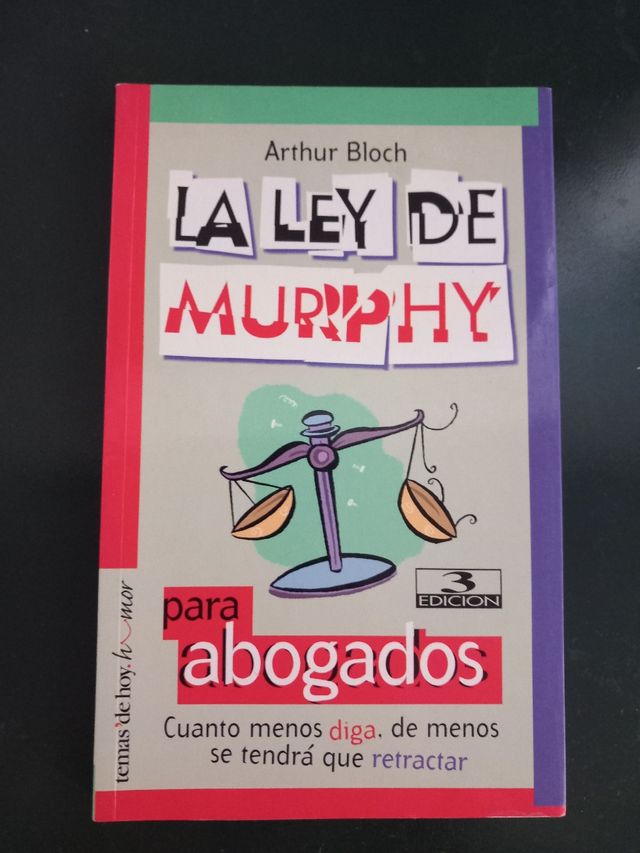 Arthur Bloch
LA LEY DE
MURPHY
3
EDICION
para
abogados
Cuanto menos diga, de menos
se tendrá que retractar
temas'de hoy. humor